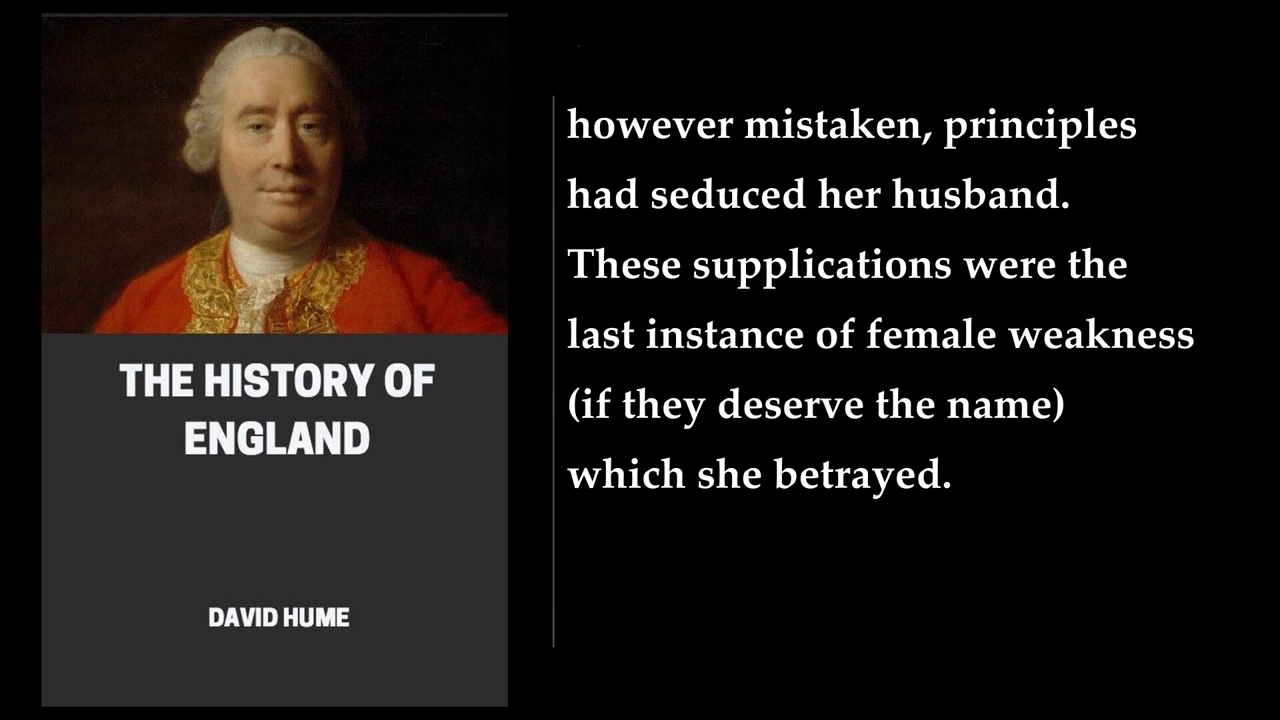 THE HISTORY OF
ENGLAND
DAVID HUME
however mistaken, principles
had seduced her husband.
These supplications were the
last instance of female weakness
(if they deserve the name)
which she betrayed.